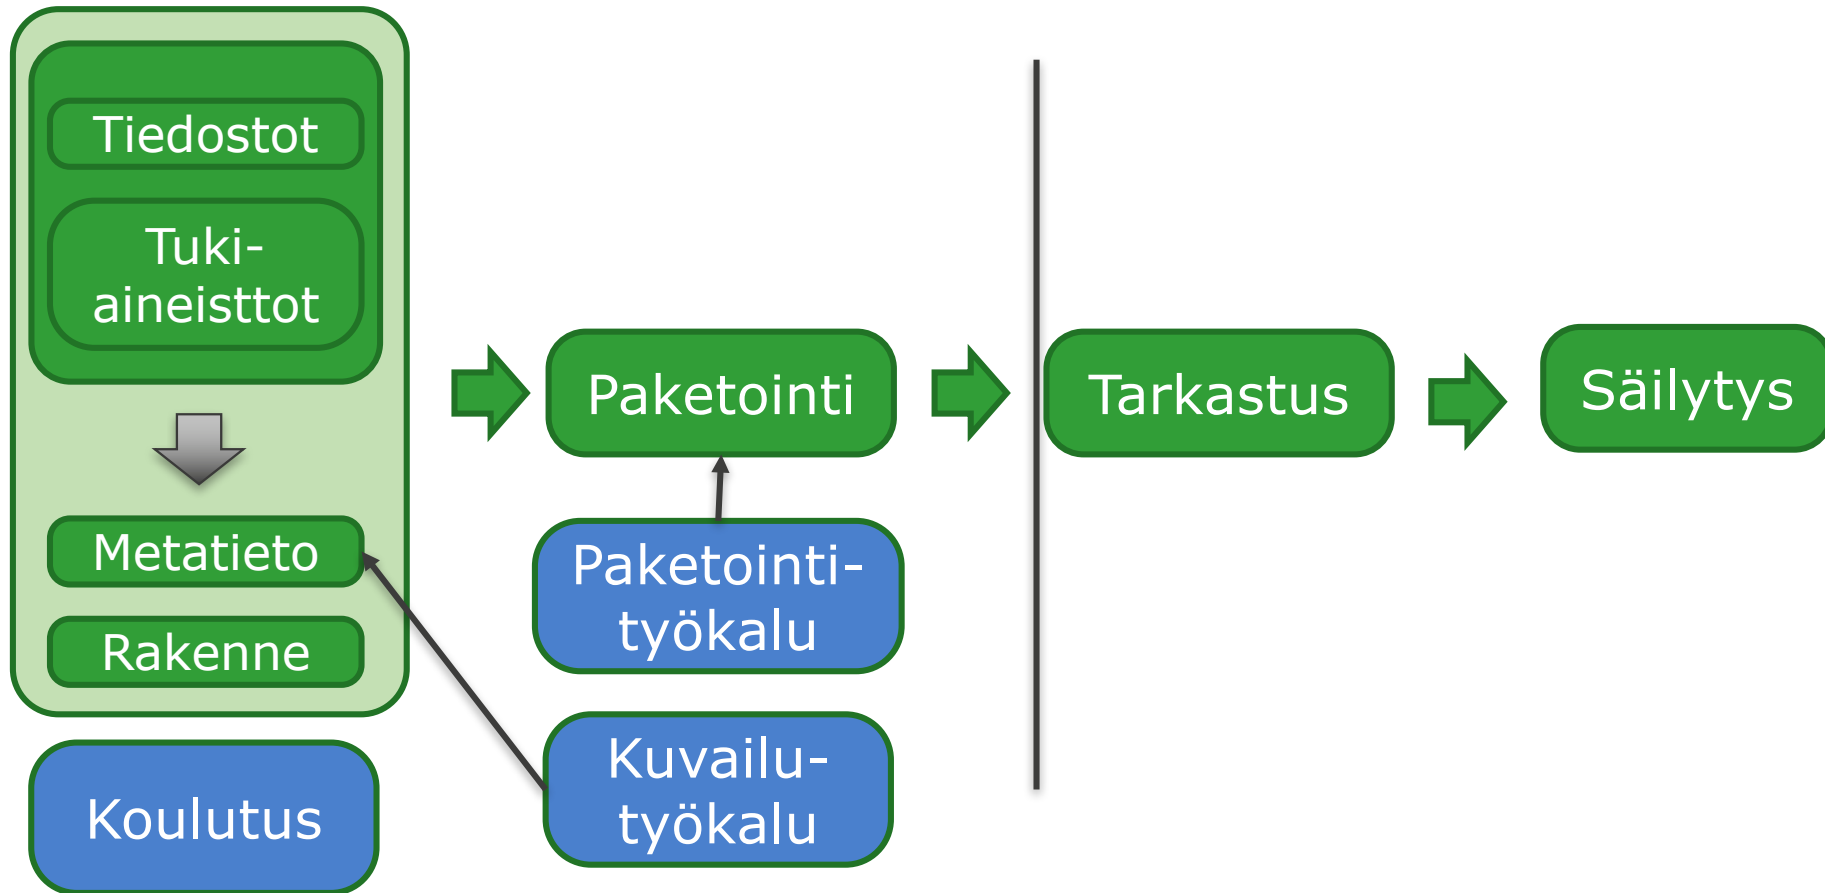 Tiedostot
Tuki-
aineisttot
Metatieto
Rakenne
Koulutus
Paketointi
Paketointi-
työkalu
Kuvailu-
työkalu
Tarkastus
Säilytys